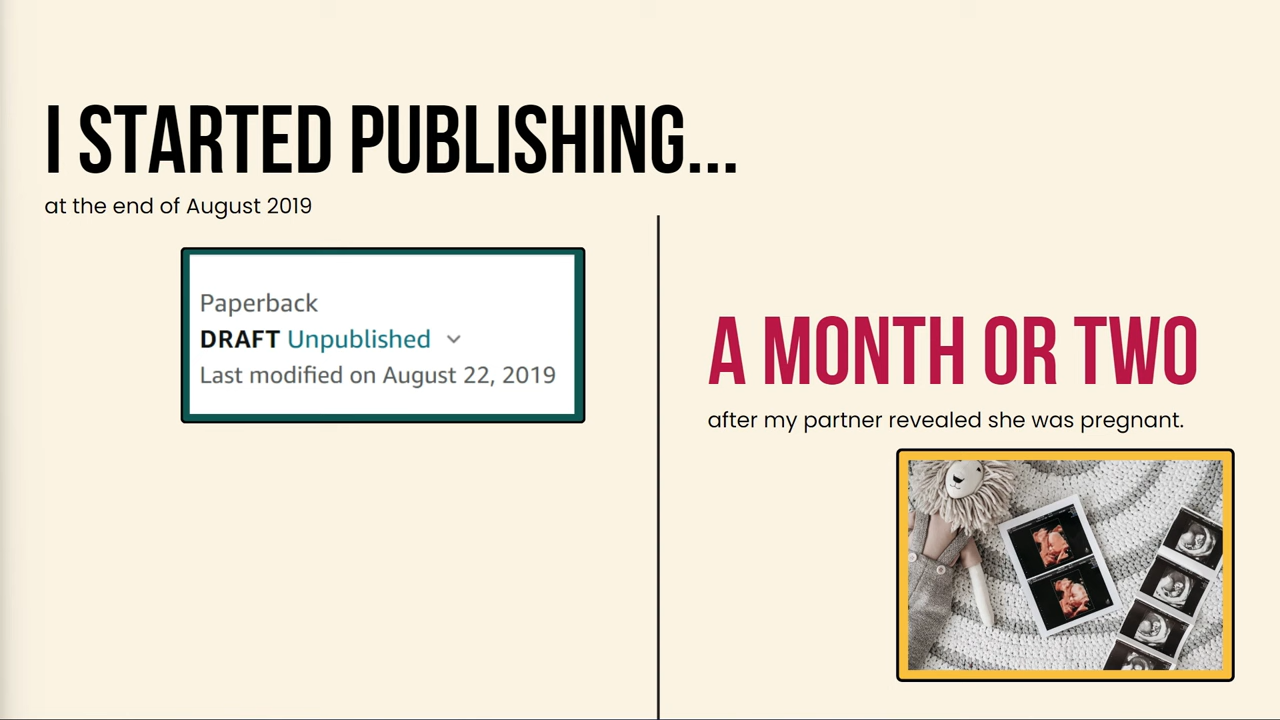 I STARTED PUBLISHING...
at the end of August 2019
Paperback
DRAFT Unpublished
Last modified on August 22, 2019
A MONTH OR TWO
after my partner revealed she was pregnant.